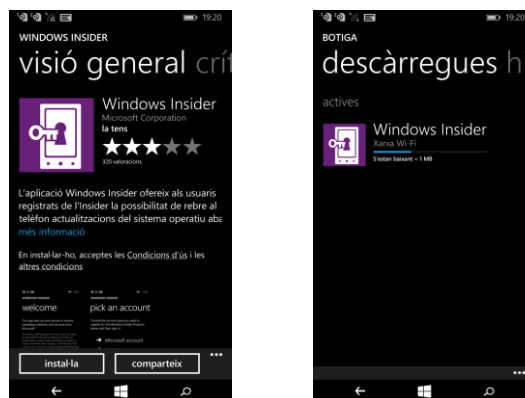 19:20
WINDOWS INSIDER
visió general crít
Windows Insider
Microsoft Corporation
la tens
320 valoracions
L'aplicació Windows Insider ofereix als usuaris
registrats de l'Insider la possibilitat de rebre al
telèfon actualitzacions del sistema operatiu aba
més informació
En instal·lar-ho, acceptes les Condicions d'ús i les
altres condicions
welcome
pick an account
Microsoft account
instal·la
comparteix
19:20
BOTIGA
descàrregues h
actives
Windows Insider
Xarxa Wi-Fi
S'estan baixant < 1 MB